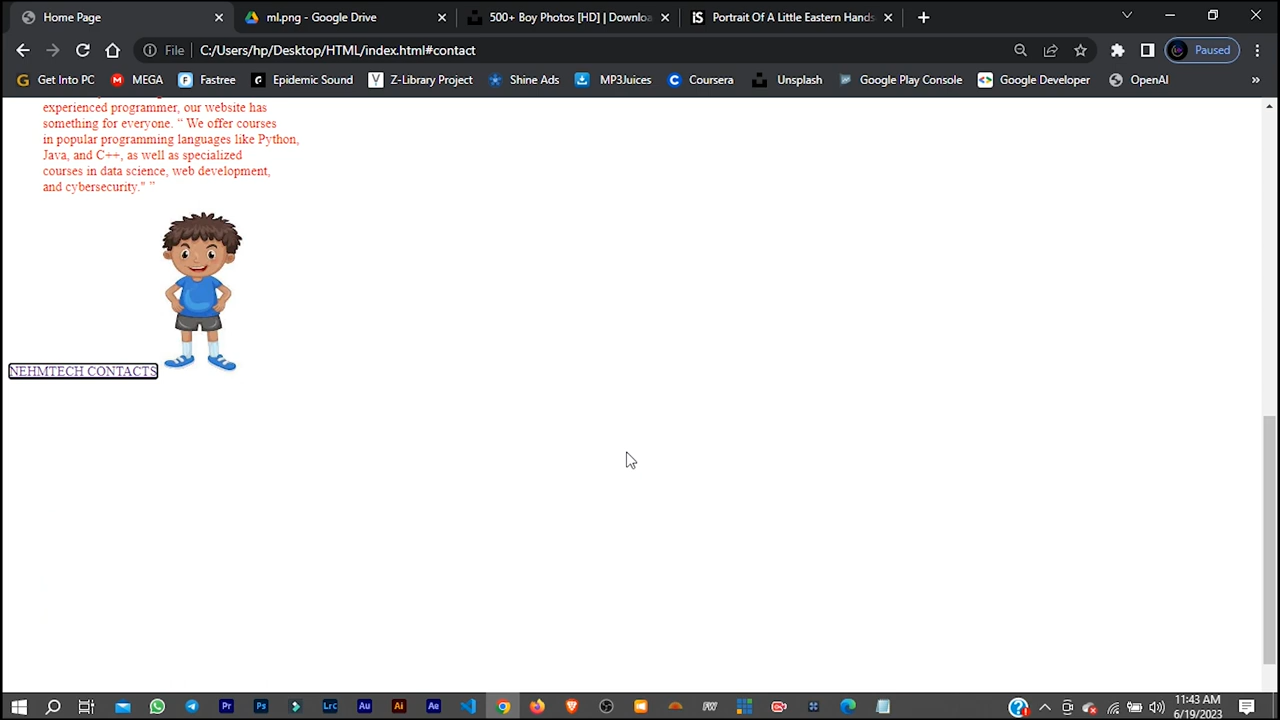 Home Page
ml.png - Google Drive
500+ Boy Photos [HD] | Downloa
Portrait Of A Little Eastern Hands
File
C:/Users/hp/Desktop/HTML/index.html#contact
Paused
Get Into PC
MEGA
Fastree
Epidemic Sound
Z-Library Project
Shine Ads
MP3Juices
Coursera
Unsplash
Google Play Console
Google Developer
OpenAI
experienced programmer, our website has
something for everyone. “ We offer courses
in popular programming languages like Python,
Java, and C++, as well as specialized
courses in data science, web development,
and cybersecurity." ”
NEHMTECH CONTACTS
11:43 AM
6/19/2023